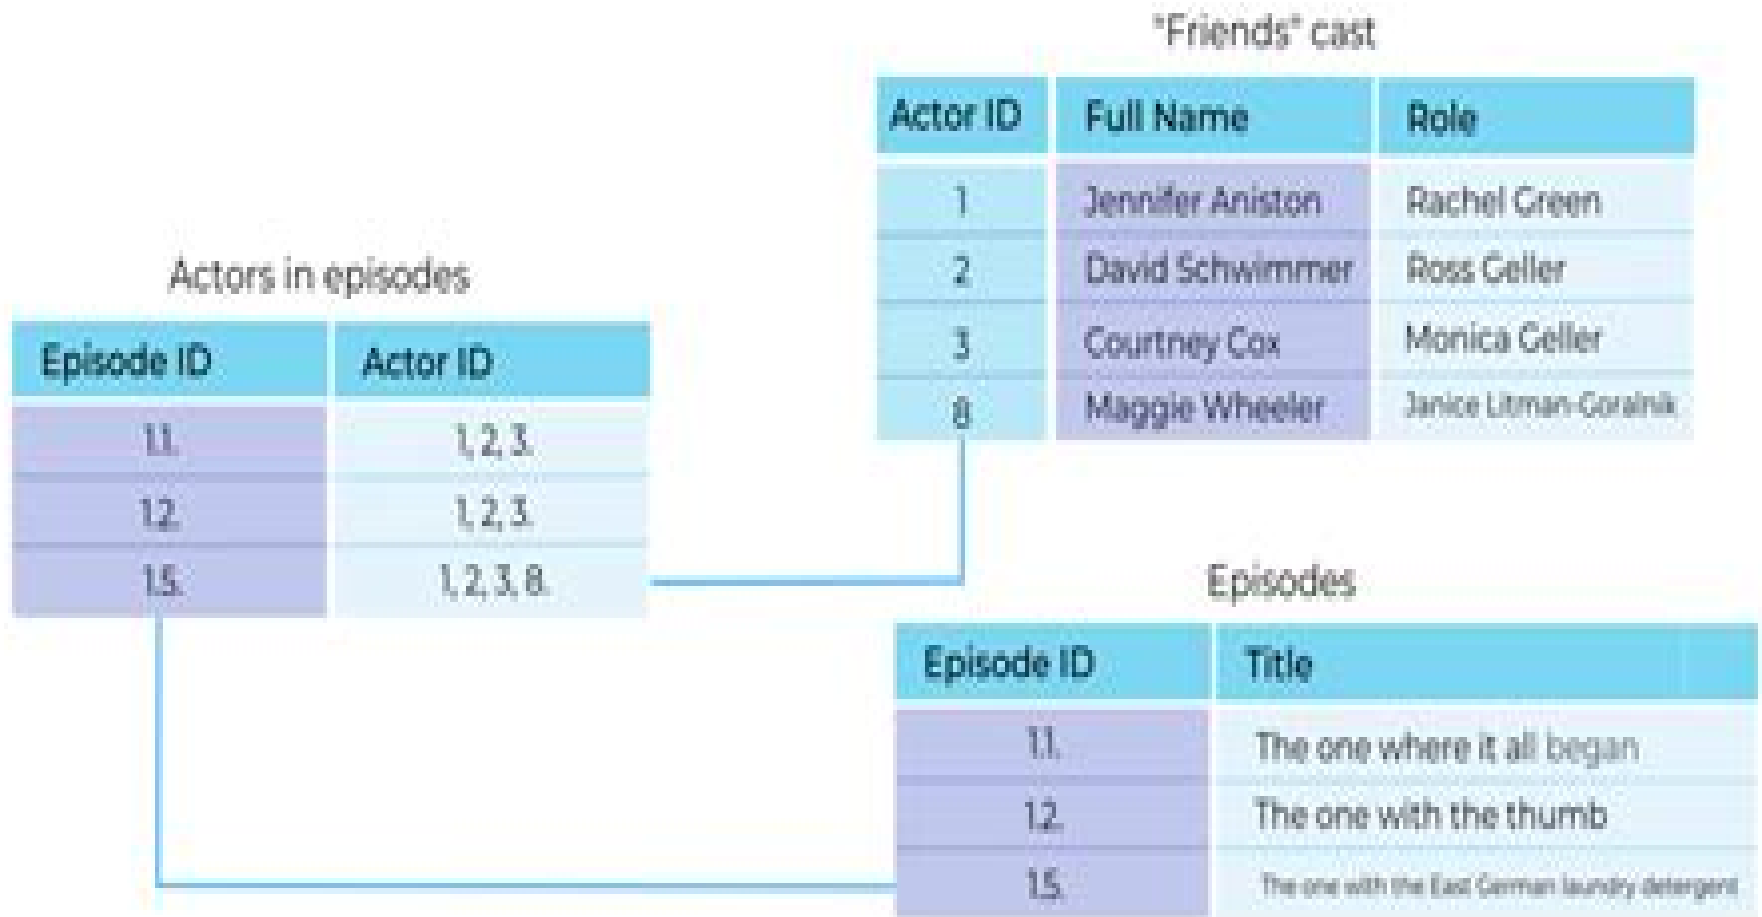 "Friends" cast
Actor ID Full Name Role
1 Jennifer Aniston Rachel Green
2 David Schwimmer Ross Geller
3 Courtney Cox Monica Geller
8 Maggie Wheeler Janice Litman-Goralnik
Actors in episodes
Episode ID Actor ID
1.1. 1, 2, 3.
1.2. 1, 2, 3.
1.5. 1, 2, 3, 8.
Episodes
Episode ID Title
1.1. The one where it all began
1.2. The one with the thumb
1.5. The one with the East German laundry detergent